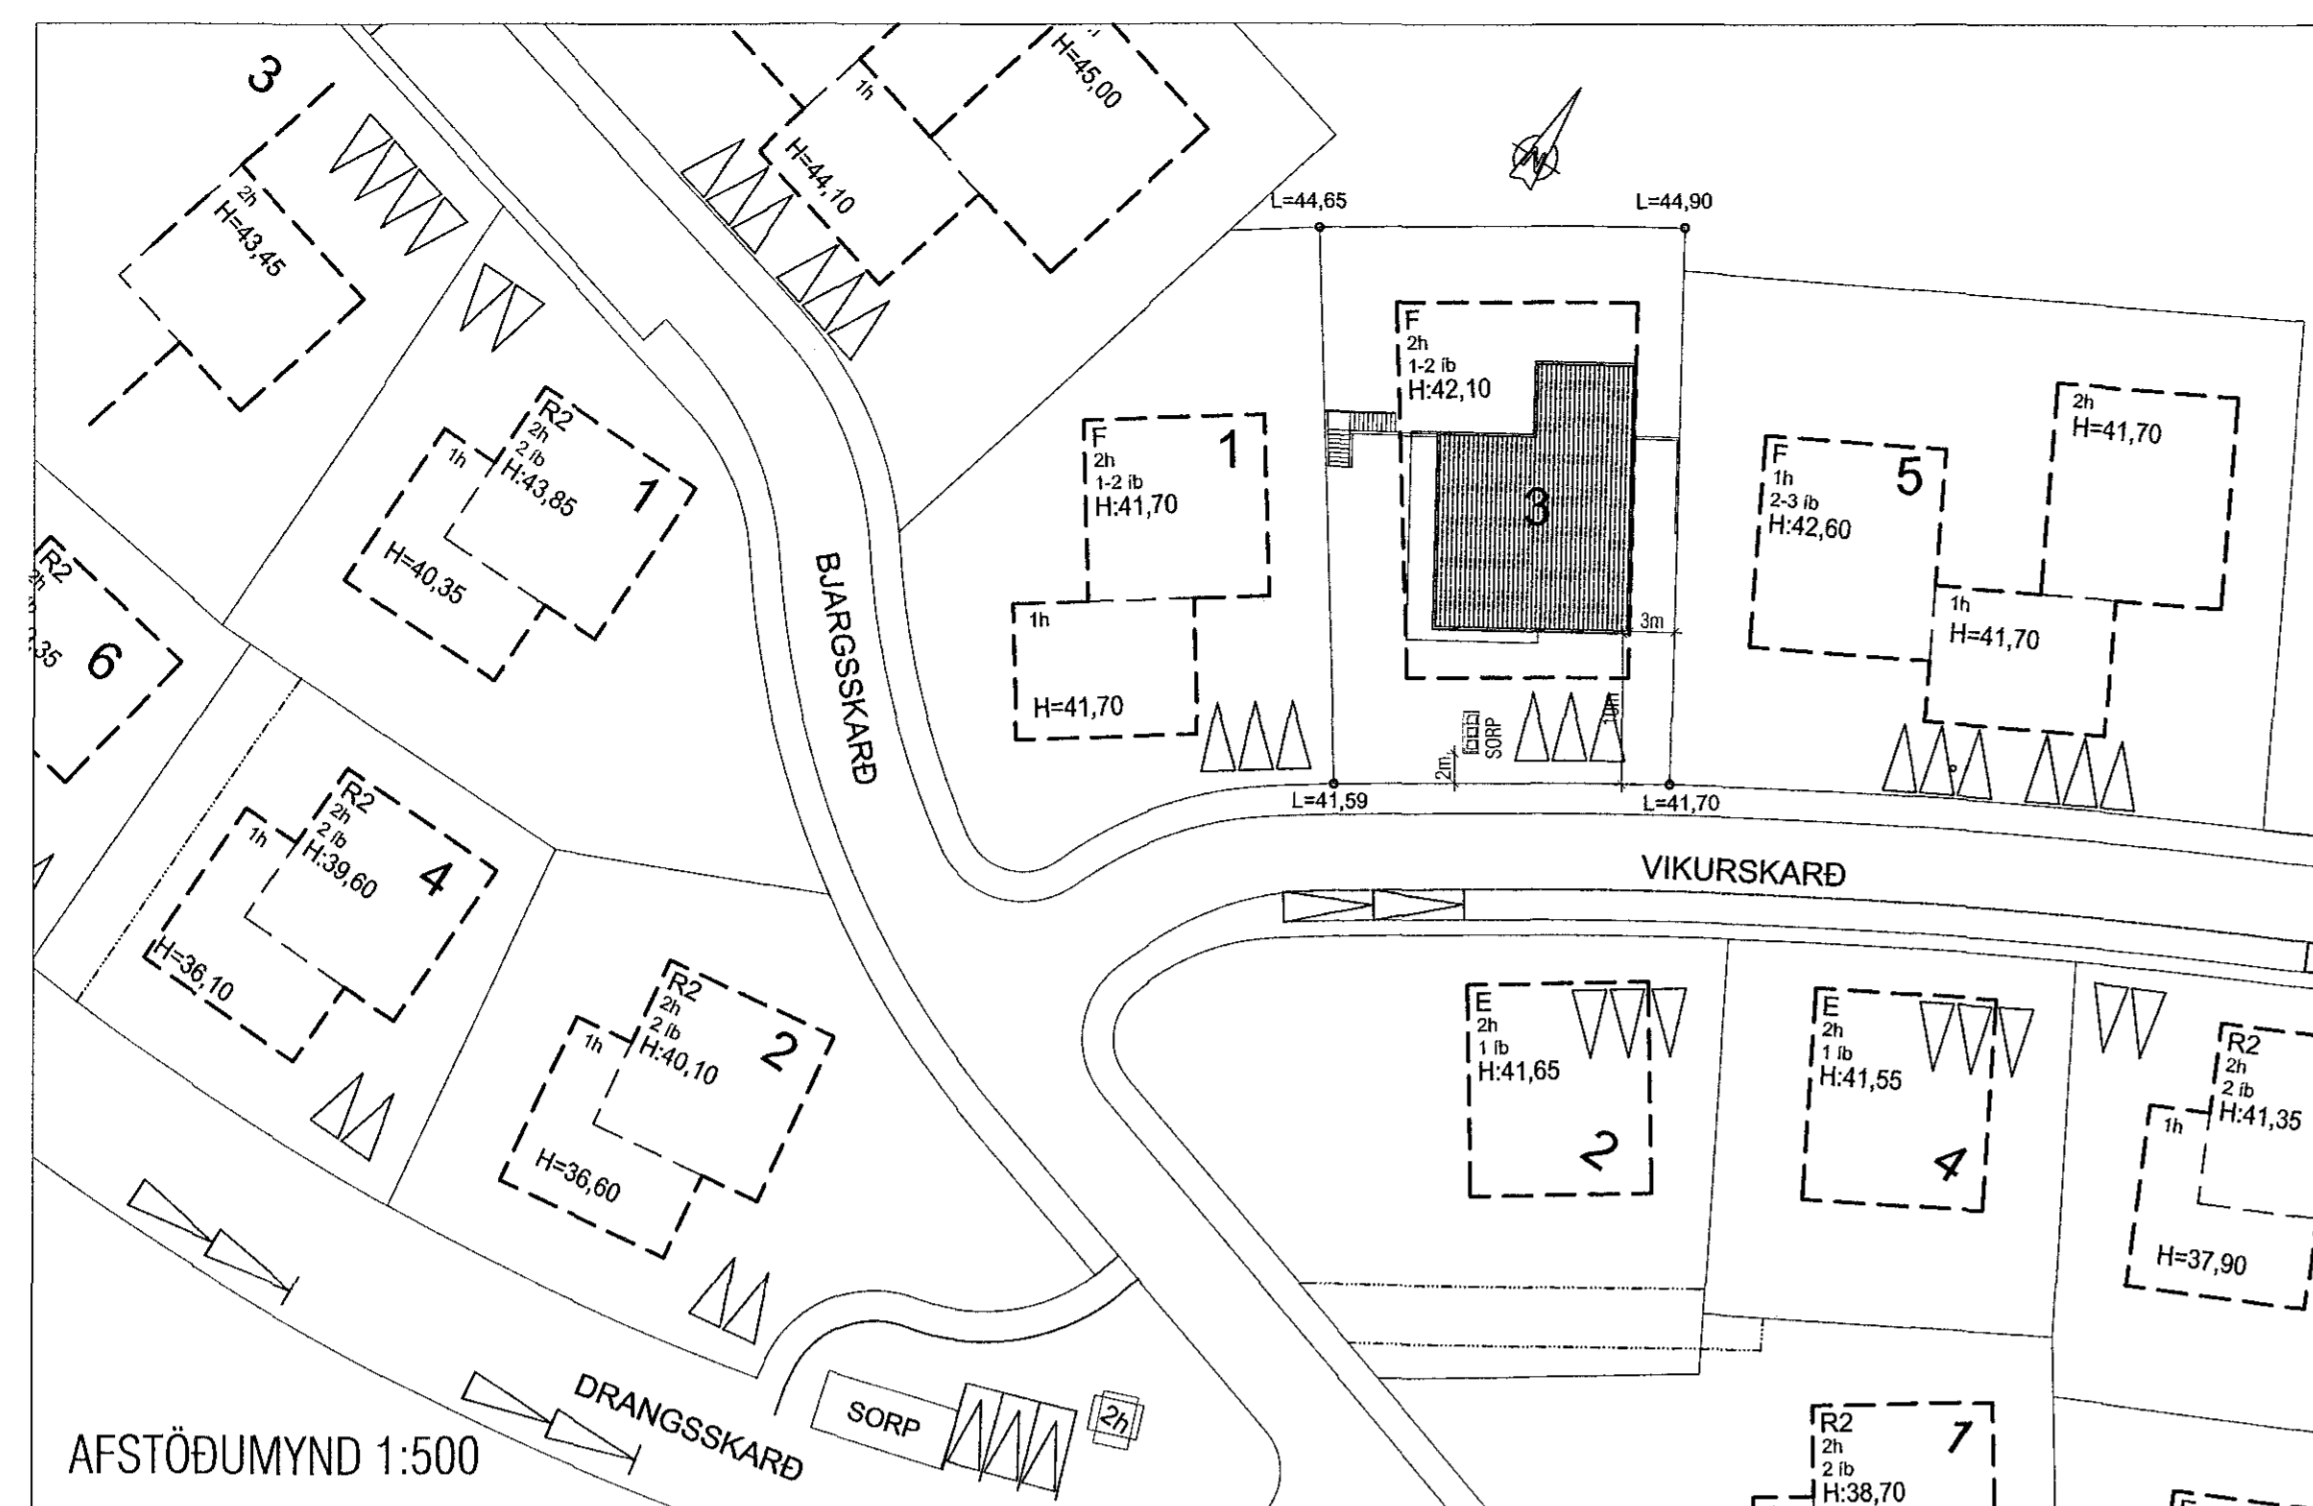 3
2h
H=43,45
1h
H=44,10
H=45,00
N
L=44,65
L=44,90
R2
2h
2 íb
H:43,85
1
1h
H=40,35
R2
2h
,35
6
BJARGSSKARÐ
F
2h
1-2 íb
H:41,70
1
1h
H=41,70
F
2h
1-2 íb
H:42,10
3
3m
10m
SORP
2m
L=41,59
L=41,70
F
1h
2-3 íb
H:42,60
5
2h
H=41,70
1h
H=41,70
VIKURSKARÐ
R2
2h
2 íb
H:39,60
4
1h
H=36,10
R2
2h
2 íb
H:40,10
2
1h
H=36,60
E
2h
1 íb
H:41,65
2
E
2h
1 íb
H:41,55
4
R2
2h
2 íb
H:41,35
1h
H=37,90
DRANGSSKARÐ
SORP
2h
R2
2h
2 íb
H:38,70
7
AFSTÖÐUMYND 1:500